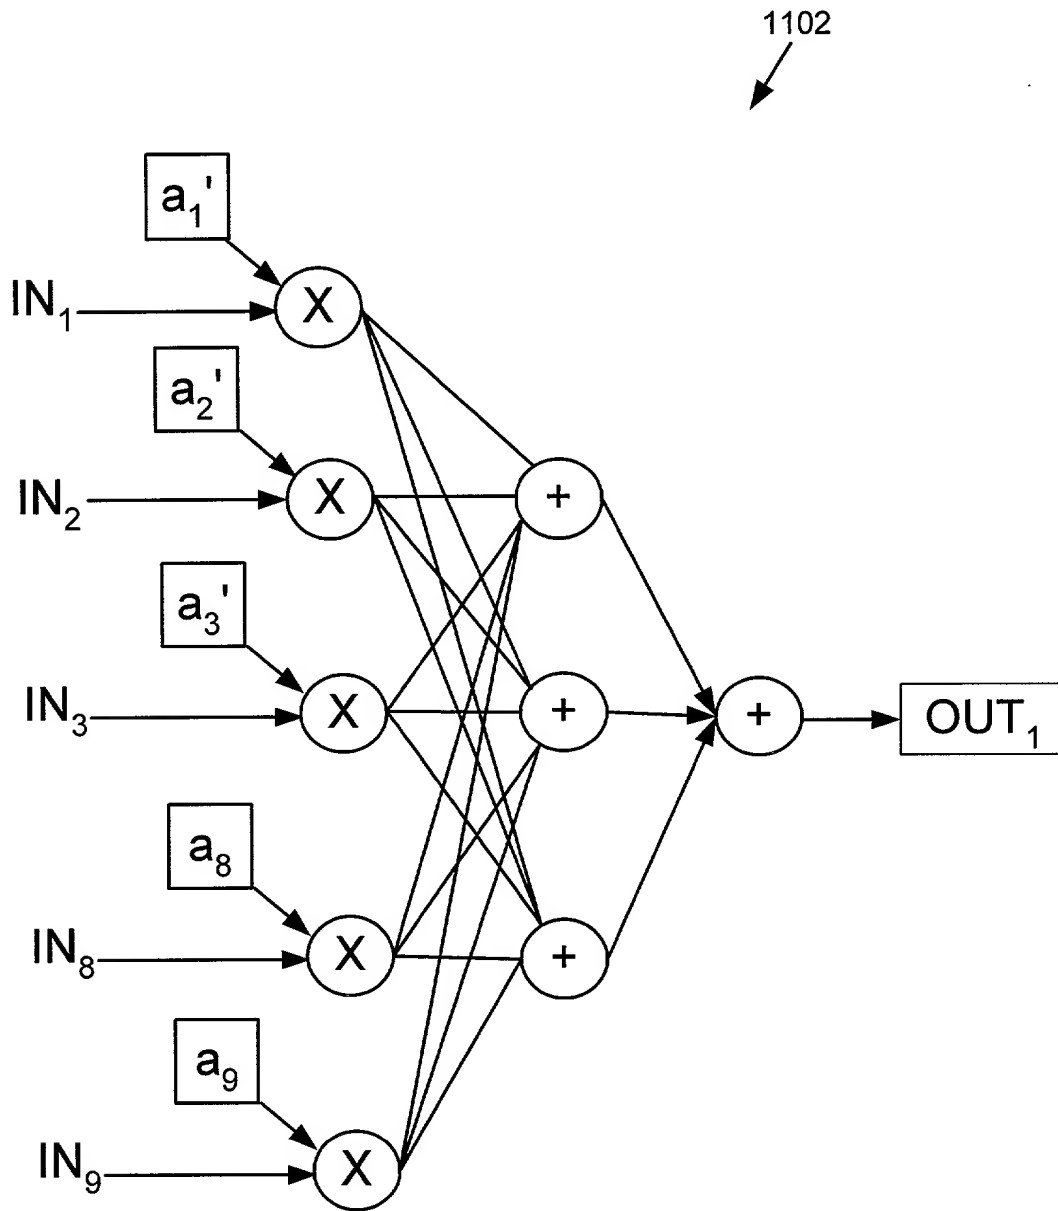 1102
a₁'
IN₁
X
a₂'
IN₂
X
+
a₃'
IN₃
X
+
+
OUT₁
a₈
IN₈
X
+
a₉
IN₉
X